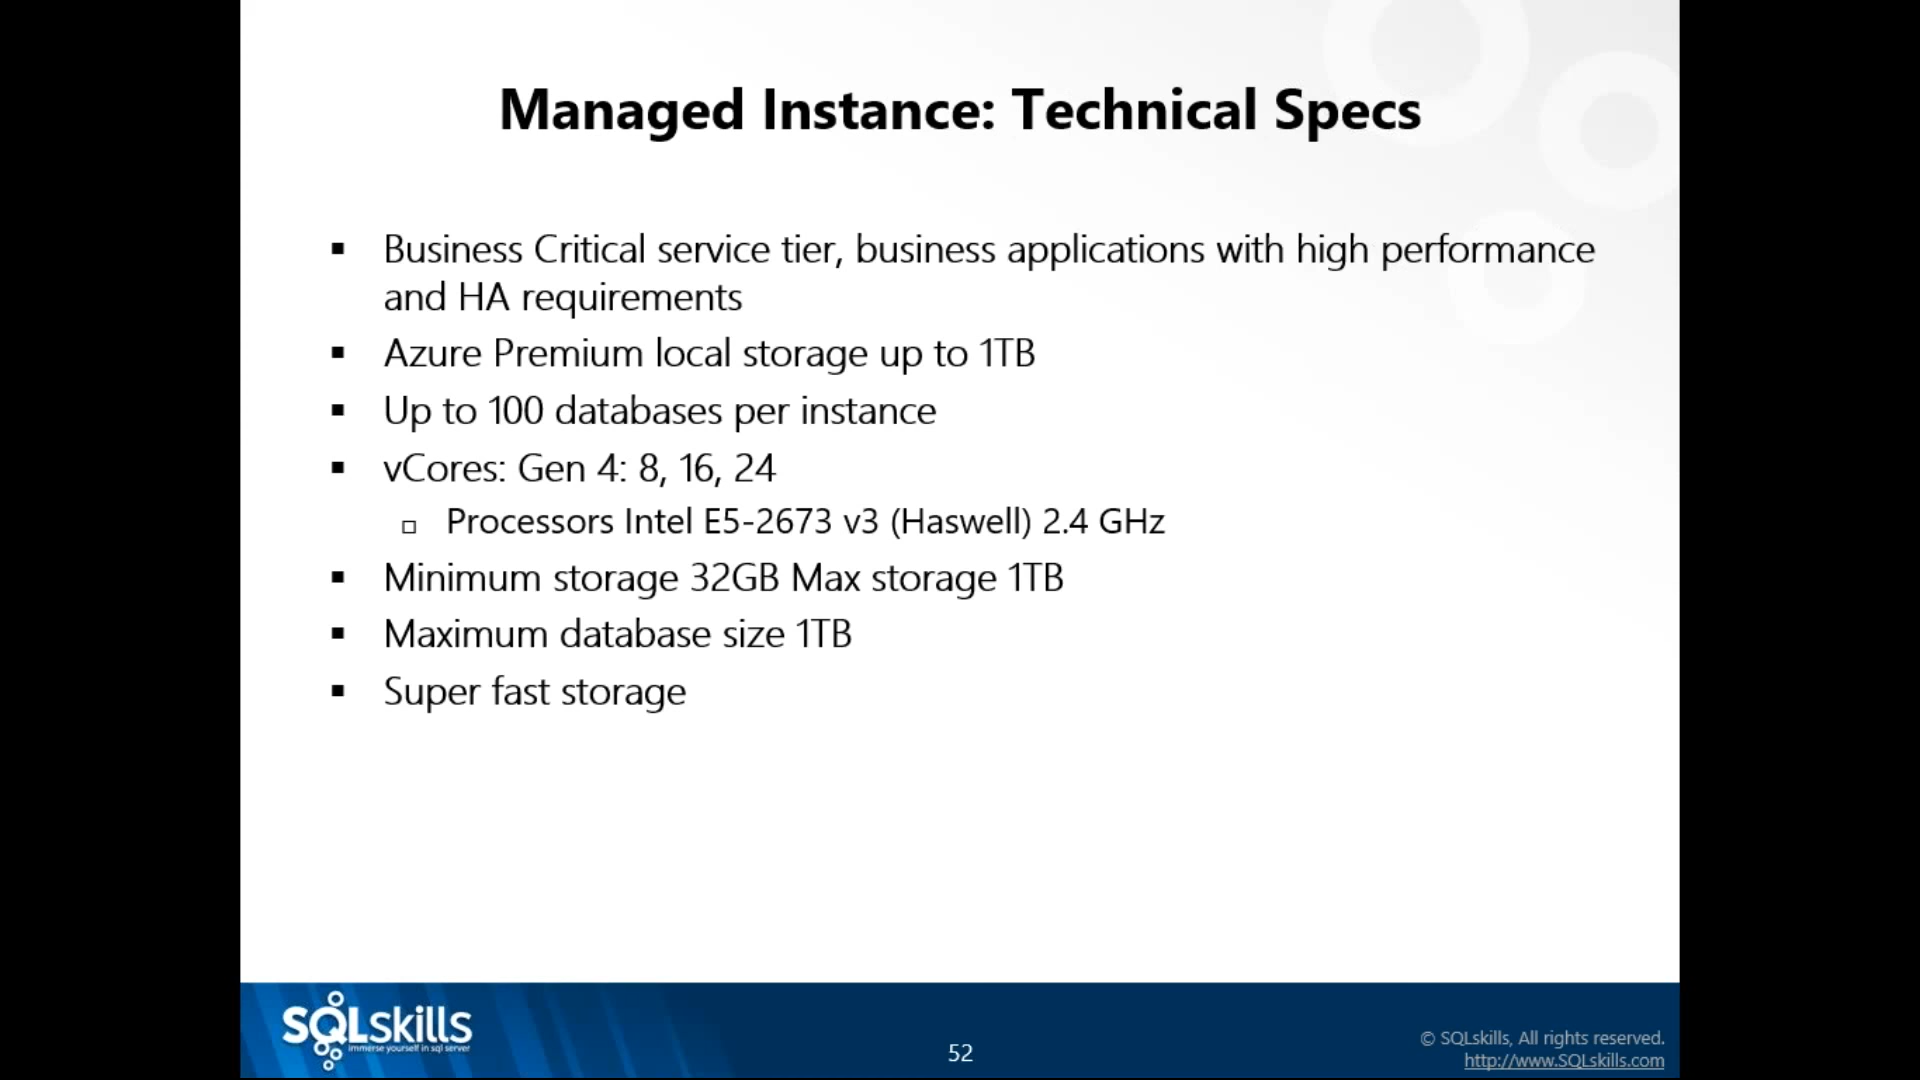 Managed Instance: Technical Specs
Business Critical service tier, business applications with high performance
and HA requirements
Azure Premium local storage up to 1TB
Up to 100 databases per instance
vCores: Gen 4: 8, 16, 24
Processors Intel E5-2673 v3 (Haswell) 2.4 GHz
Minimum storage 32GB Max storage 1TB
Maximum database size 1TB
Super fast storage
SQLskills
immerse yourself in sql server
52
© SQLskills, All rights reserved.
http://www.SQLskills.com